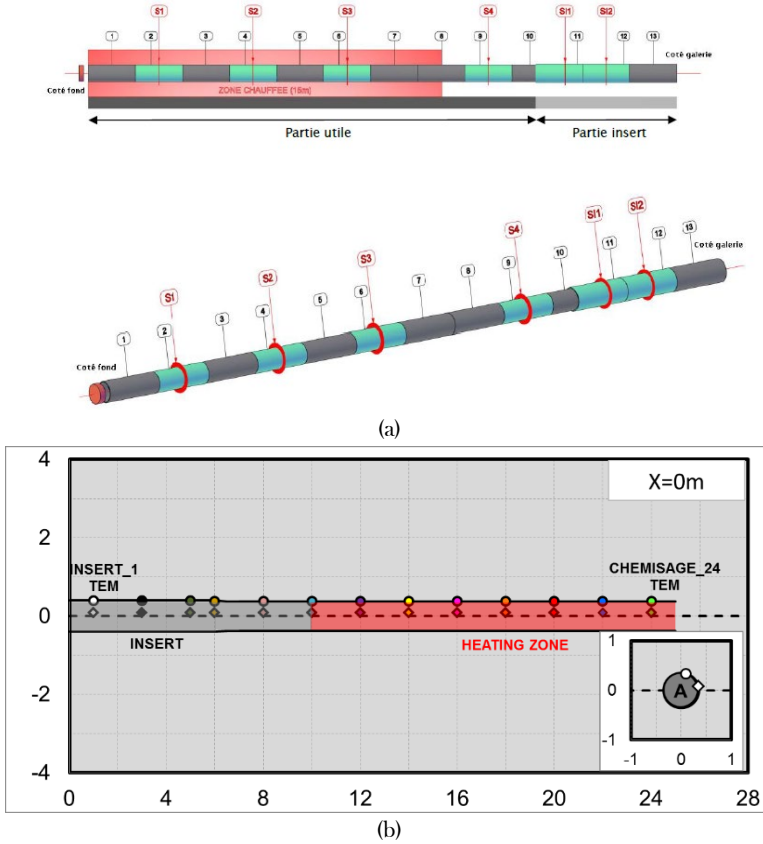 S1 S2 S3 S4 SI1 SI2
1 2 3 4 5 6 7 8 9 10 11 12 13
Coté galerie
Coté fond
ZONE CHAUFFEE (15m)
Partie utile Partie insert
SI2
SI1
S4
S3
S2
S1
13
12
11
10
9
8
7
6
5
4
3
2
1
Coté galerie
Coté fond
(a)
4
X=0m
2
INSERT_1 CHEMISAGE_24
TEM TEM
0
INSERT HEATING ZONE
1
A
0
-2
-1
-1 0 1
-4
0 4 8 12 16 20 24 28
(b)